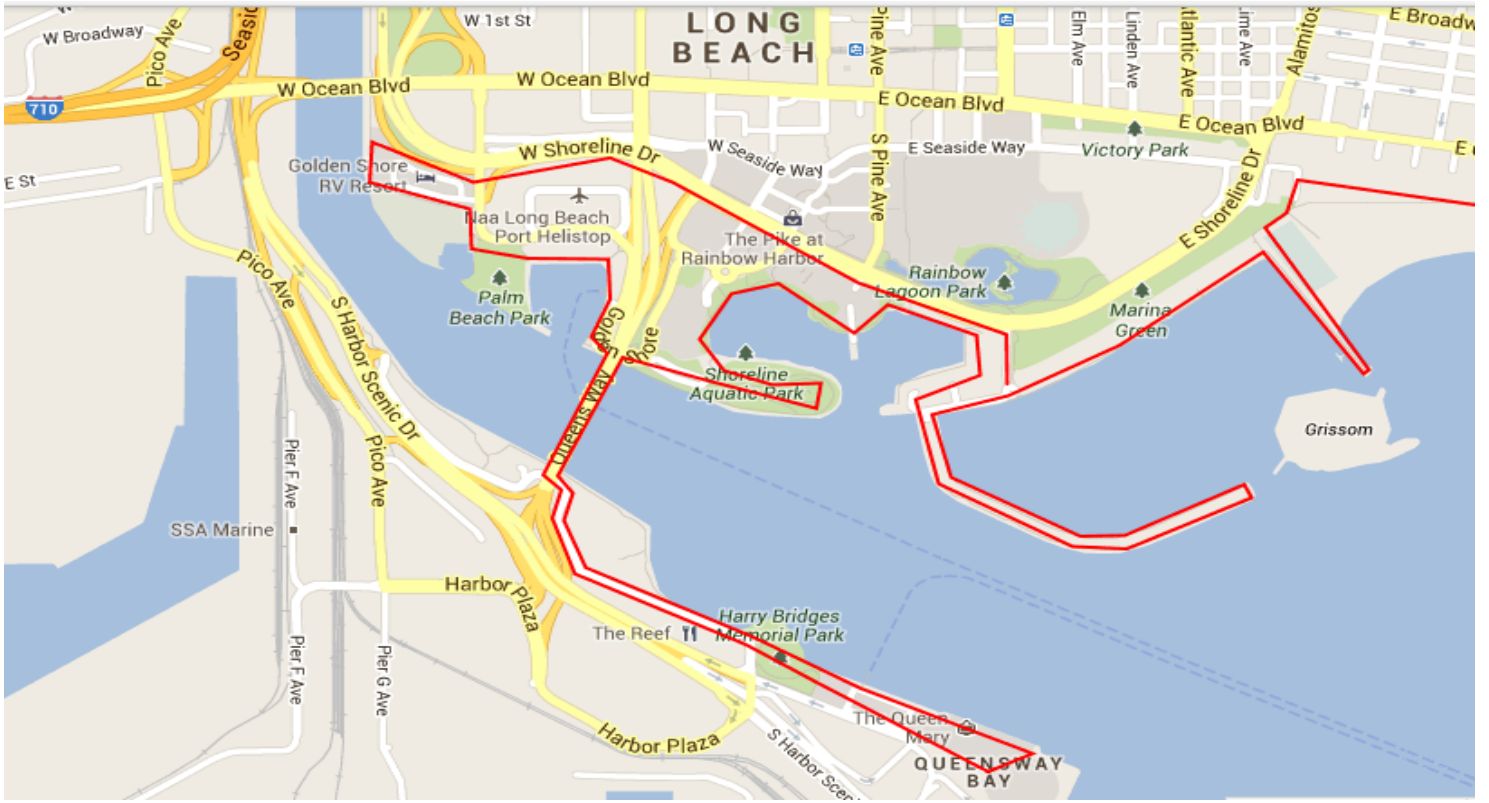 W 1st St
LONG
BEACH
W Broadway
Pico Ave
Seasid
Pine Ave
Elm Ave
Linden Ave
Atlantic Ave
Lime Ave
Alamitos
E Broadw
710
W Ocean Blvd
W Ocean Blvd
E Ocean Blvd
E Ocean Blvd
Victory Park
E
W Shoreline Dr
W Seaside Way
S Pine Ave
E Seaside Way
E St
Golden Shore
RV Resort
Naa Long Beach
Port Helistop
The Pike at
Rainbow Harbor
E Shoreline Dr
Pico Ave
S Harbor Scenic Dr
Palm
Beach Park
Golden Shore
Rainbow
Lagoon Park
Marina
Green
Shoreline
Aquatic Park
Queens Way
Grissom
Pier F Ave
Pico Ave
SSA Marine
Harbor Plaza
The Reef
Harry Bridges
Memorial Park
Pier F Ave
Pier G Ave
Harbor Plaza
The Queen
Mary
S Harbor Scen
QUEENSWAY
BAY